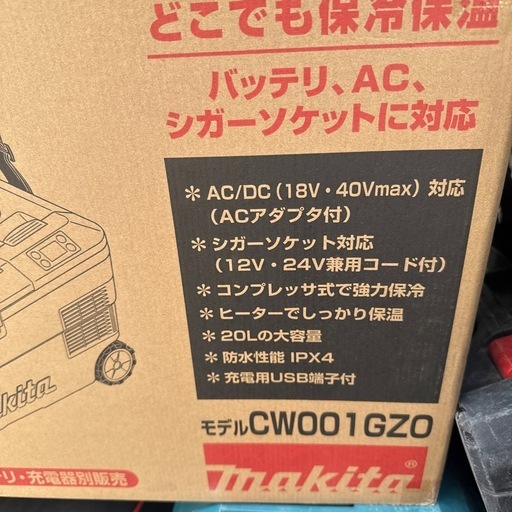 どこでも保冷保温
バッテリ、AC、
シガーソケットに対応
＊AC/DC（18V・40Vmax）対応
（ACアダプタ付）
＊シガーソケット対応
（12V・24V兼用コード付）
＊コンプレッサ式で強力保冷
＊ヒーターでしっかり保温
＊20Lの大容量
＊防水性能 IPX4
＊充電用USB端子付
モデルCW001GZO
リ・充電器別販売
makita®